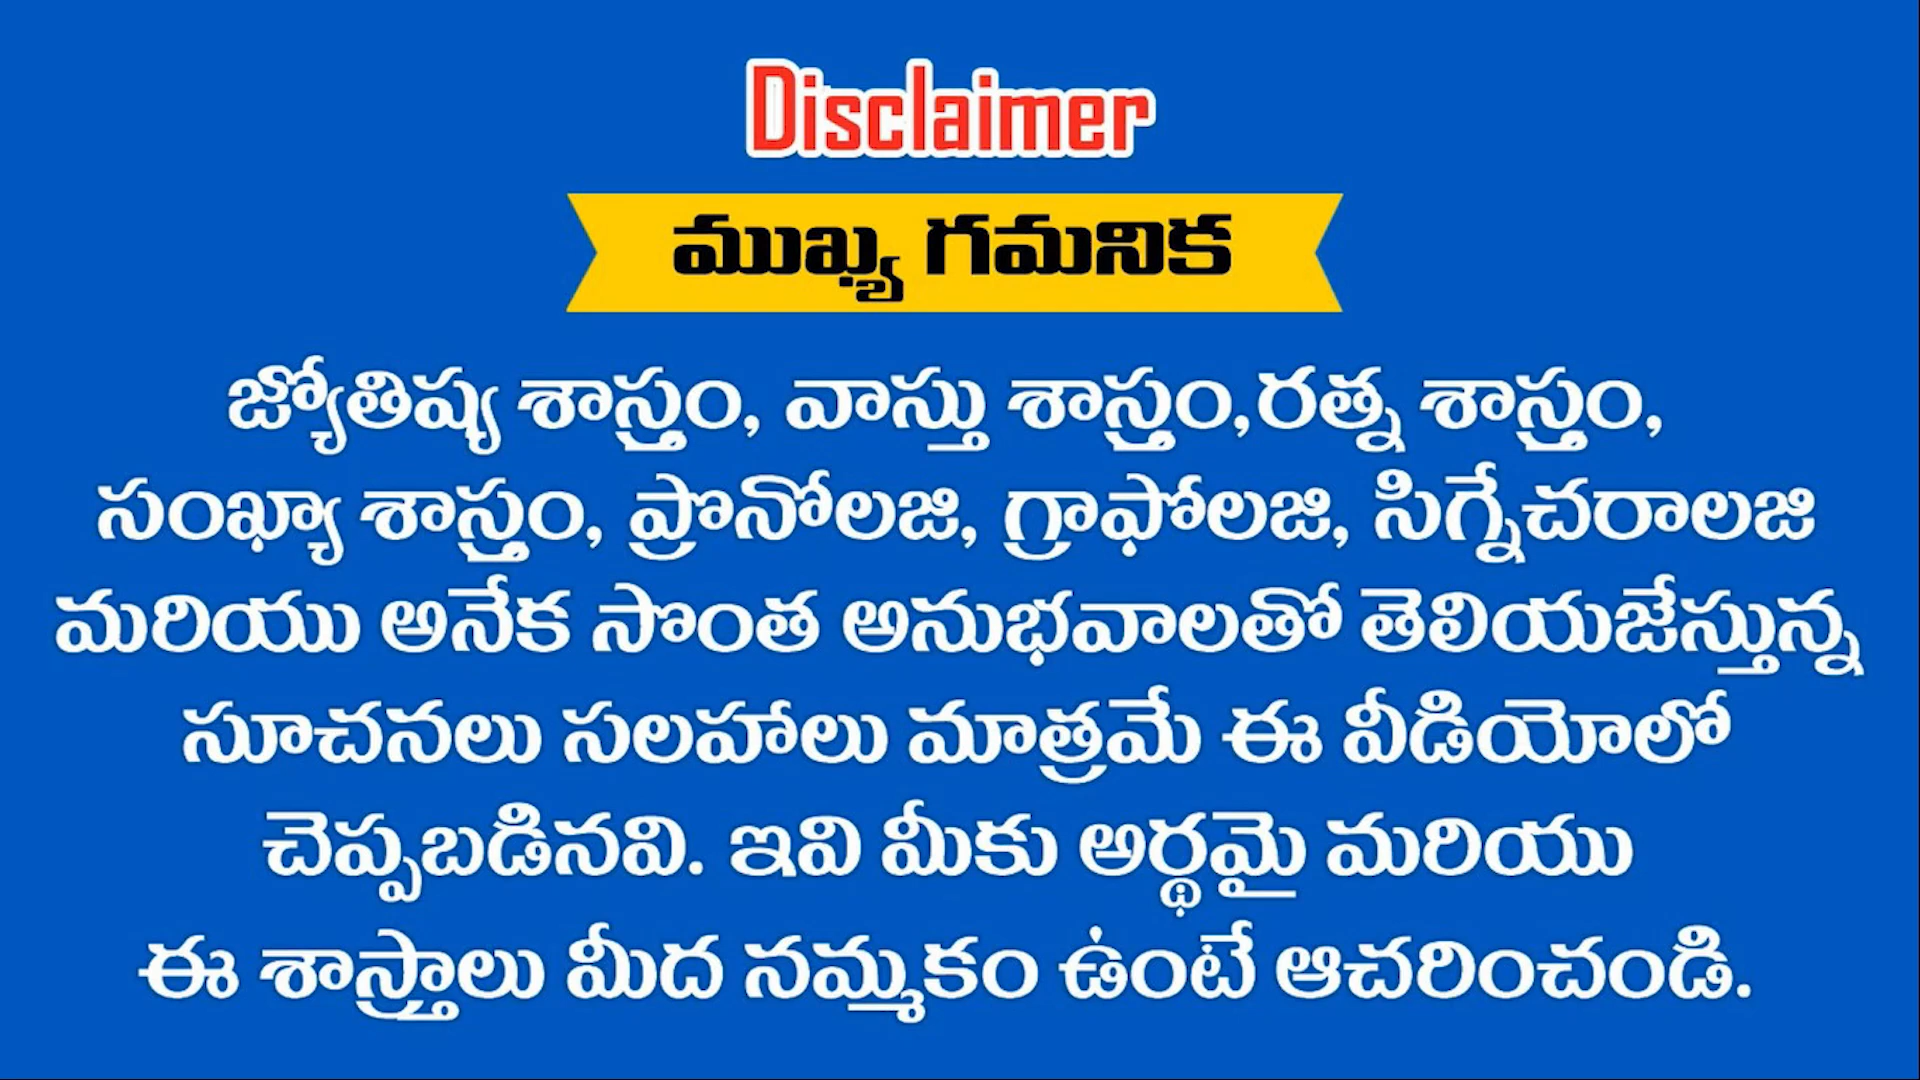 Disclaimer
ముఖ్య గమనిక
జ్యోతిష్య శాస్త్రం, వాస్తు శాస్త్రం,రత్న శాస్త్రం,
సంఖ్యా శాస్త్రం, ప్రొనోలజి, గ్రాఫోలజి, సిగ్నేచరాలజి
మరియు అనేక సొంత అనుభవాలతో తెలియజేస్తున్న
సూచనలు సలహాలు మాత్రమే ఈ వీడియోలో
చెప్పబడినవి. ఇవి మీకు అర్థమై మరియు
ఈ శాస్త్రాలు మీద నమ్మకం ఉంటే ఆచరించండి.